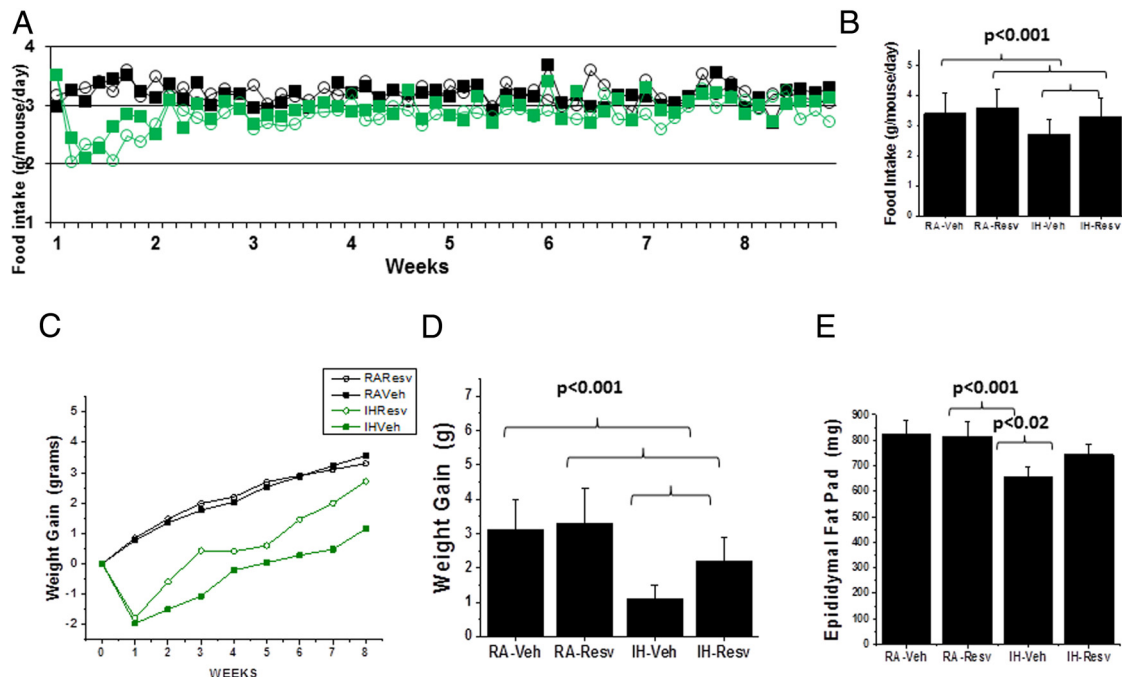 A
Food intake (g/mouse/day)
4
3
2
1
1 2 3 4 5 6 7 8
Weeks
B
p<0.001
Food Intake (g/mouse/day)
5
4
3
2
1
0
RA-Veh RA-Resv IH-Veh IH-Resv
C
RAResv
RAVeh
IHResv
IHVeh
Weight Gain (grams)
5
4
3
2
1
0
-1
-2
0 1 2 3 4 5 6 7 8
WEEKS
D
p<0.001
Weight Gain (g)
7
6
5
4
3
2
1
0
RA-Veh RA-Resv IH-Veh IH-Resv
E
p<0.001
p<0.02
Epididymal Fat Pad (mg)
900
800
700
600
500
400
300
200
100
0
RA-Veh RA-Resv IH-Veh IH-Resv